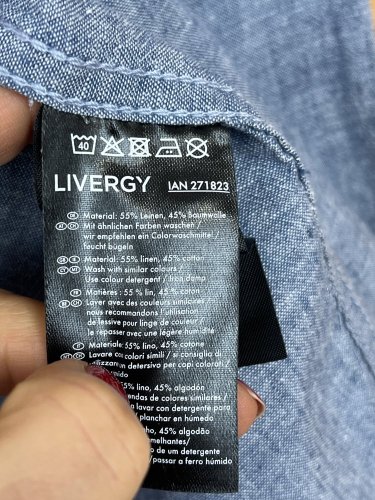 40
LIVERGY IAN 271823
Material: 55% Leinen, 45% Baumwolle
Mit ähnlichen Farben waschen /
wir empfehlen ein Colorwaschmittel /
feucht bügeln
Material: 55% linen, 45% cotton
Wash with similar colours /
Use colour detergent / Iron damp
Matières : 55 % lin, 45 % coton
Laver avec des couleurs similaires /
nous recommandons l'utilisation
de lessive pour linge de couleur /
à repasser avec une légère humidité
Materiale: 55% lino, 45% cotone
Lavare con colori simili / si consiglia di
detersivo per capi colorati /
umido
55% lino, 45% algodón
prendas de colores similares /
lavar con detergente para
planchar en húmedo
45% algodão
semelhantes/
de um detergente
/passar a ferro húmido